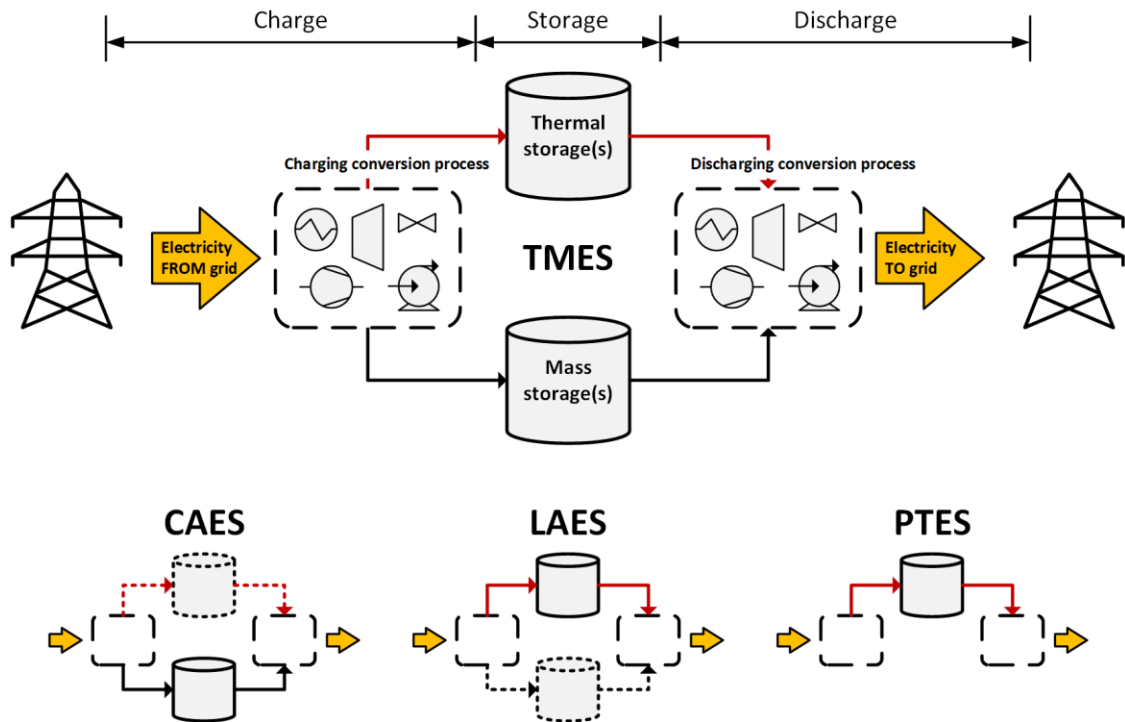 Charge
Storage
Discharge
Thermal
storage(s)
Charging conversion process
Discharging conversion process
Electricity
FROM grid
TMES
Electricity
TO grid
Mass
storage(s)
CAES
LAES
PTES